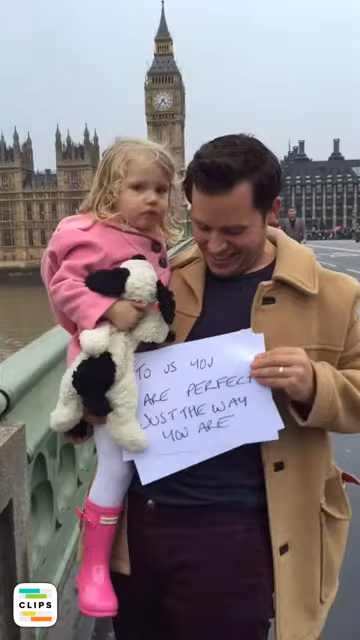 TO US YOU
ARE PERFECT
JUST THE WAY
YOU ARE
CLIPS